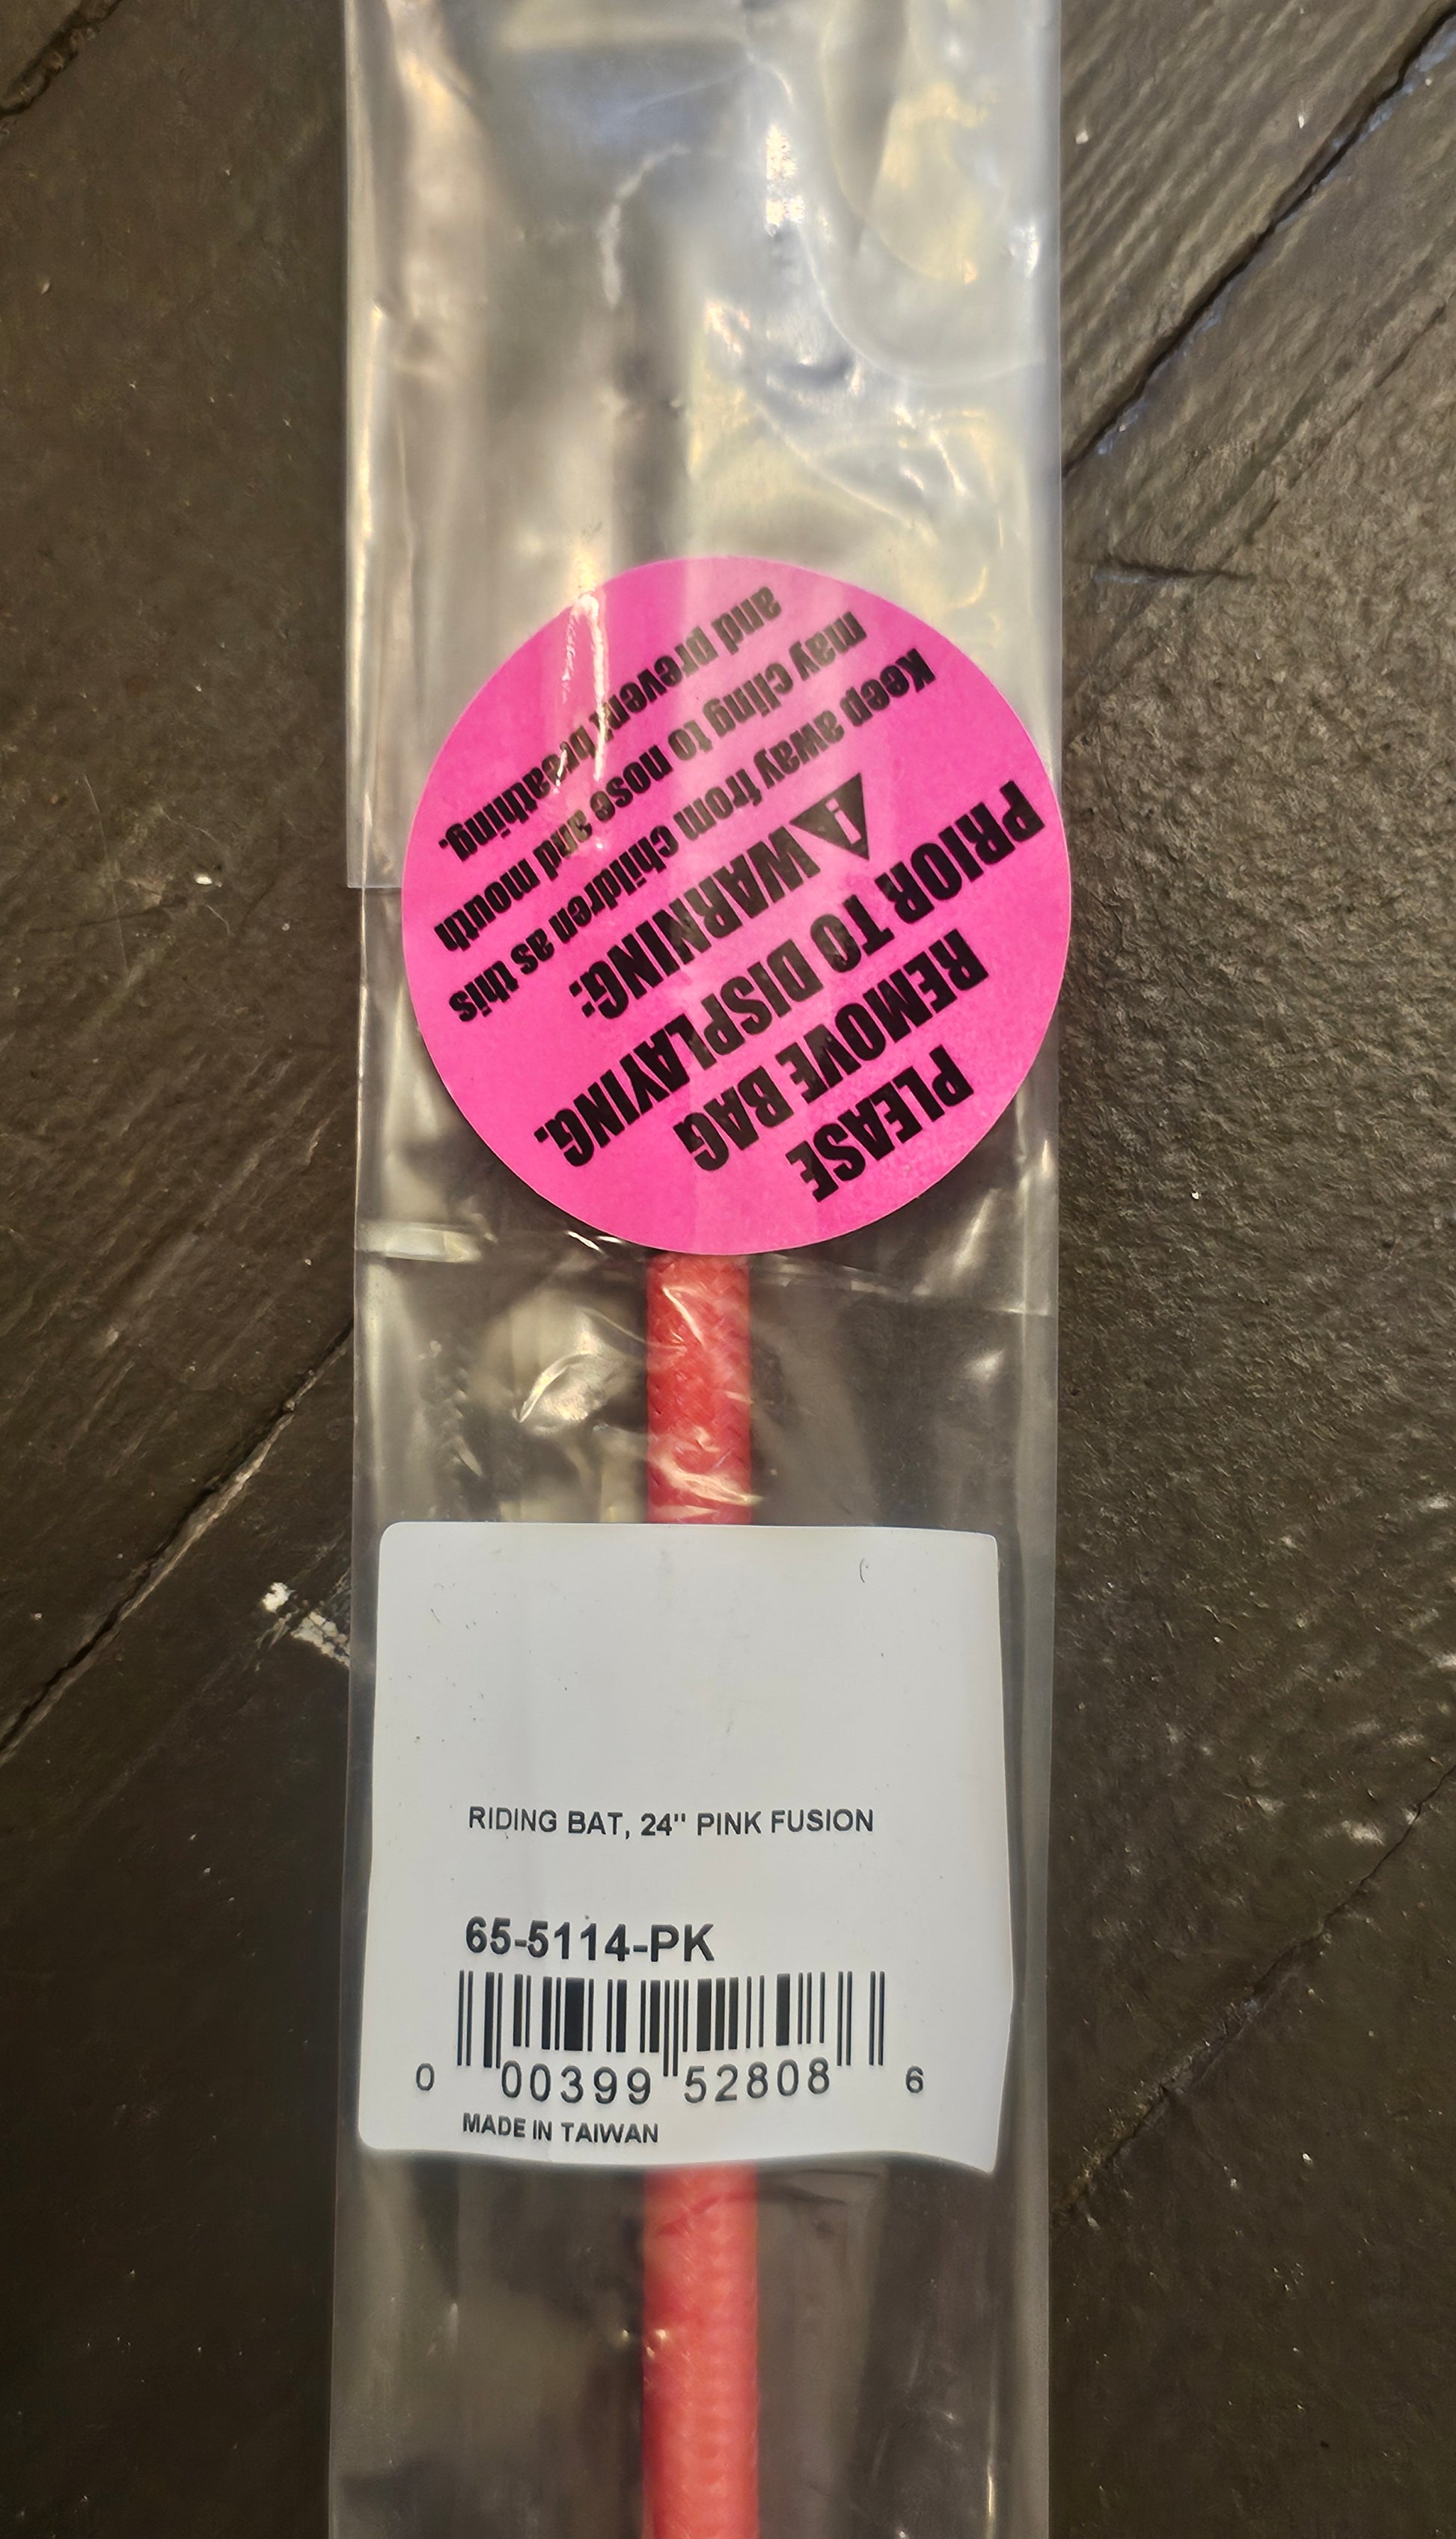 PLEASE
REMOVE BAG
PRIOR TO DISPLAYING.
WARNING:
Keep away from children as this
may cling to nose and mouth
and prevent breathing.
RIDING BAT, 24" PINK FUSION
65-5114-PK
0 00399 52808 6
MADE IN TAIWAN